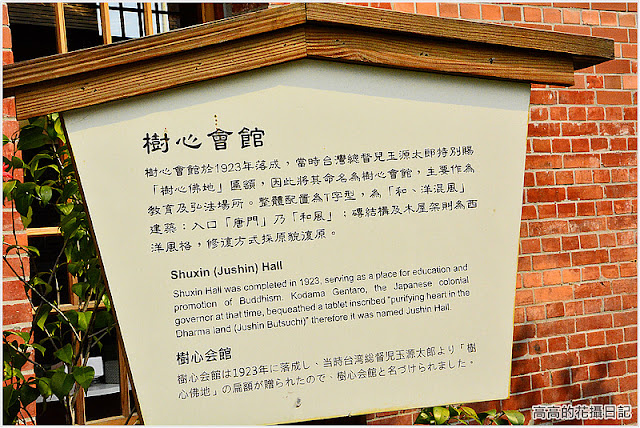 樹心會館
樹心會館於1923年落成，當時台灣總督兒玉源太郎特別賜
「樹心佛地」匾額，因此將其命名為樹心會館，主要作為
教育及弘法場所。整體配置為T字型，為「和、洋混風」
建築：入口「唐門」乃「和風」；磚結構及木屋架則為西
洋風格，修復方式採原貌復原。
Shuxin (Jushin) Hall
Shuxin Hall was completed in 1923, serving as a place for education and
promotion of Buddhism. Kodama Gentaro, the Japanese colonial
governor at that time, bequeathed a tablet inscribed "purifying heart in the
Dharma land (Jushin Butsuchi)" therefore it was named Jushin Hall.
樹心会館
樹心会館は1923年に落成し、当時台湾総督児玉源太郎より「樹
心佛地」の扁額が贈られたので、樹心会館と名づけられました。
高高的花攝日記